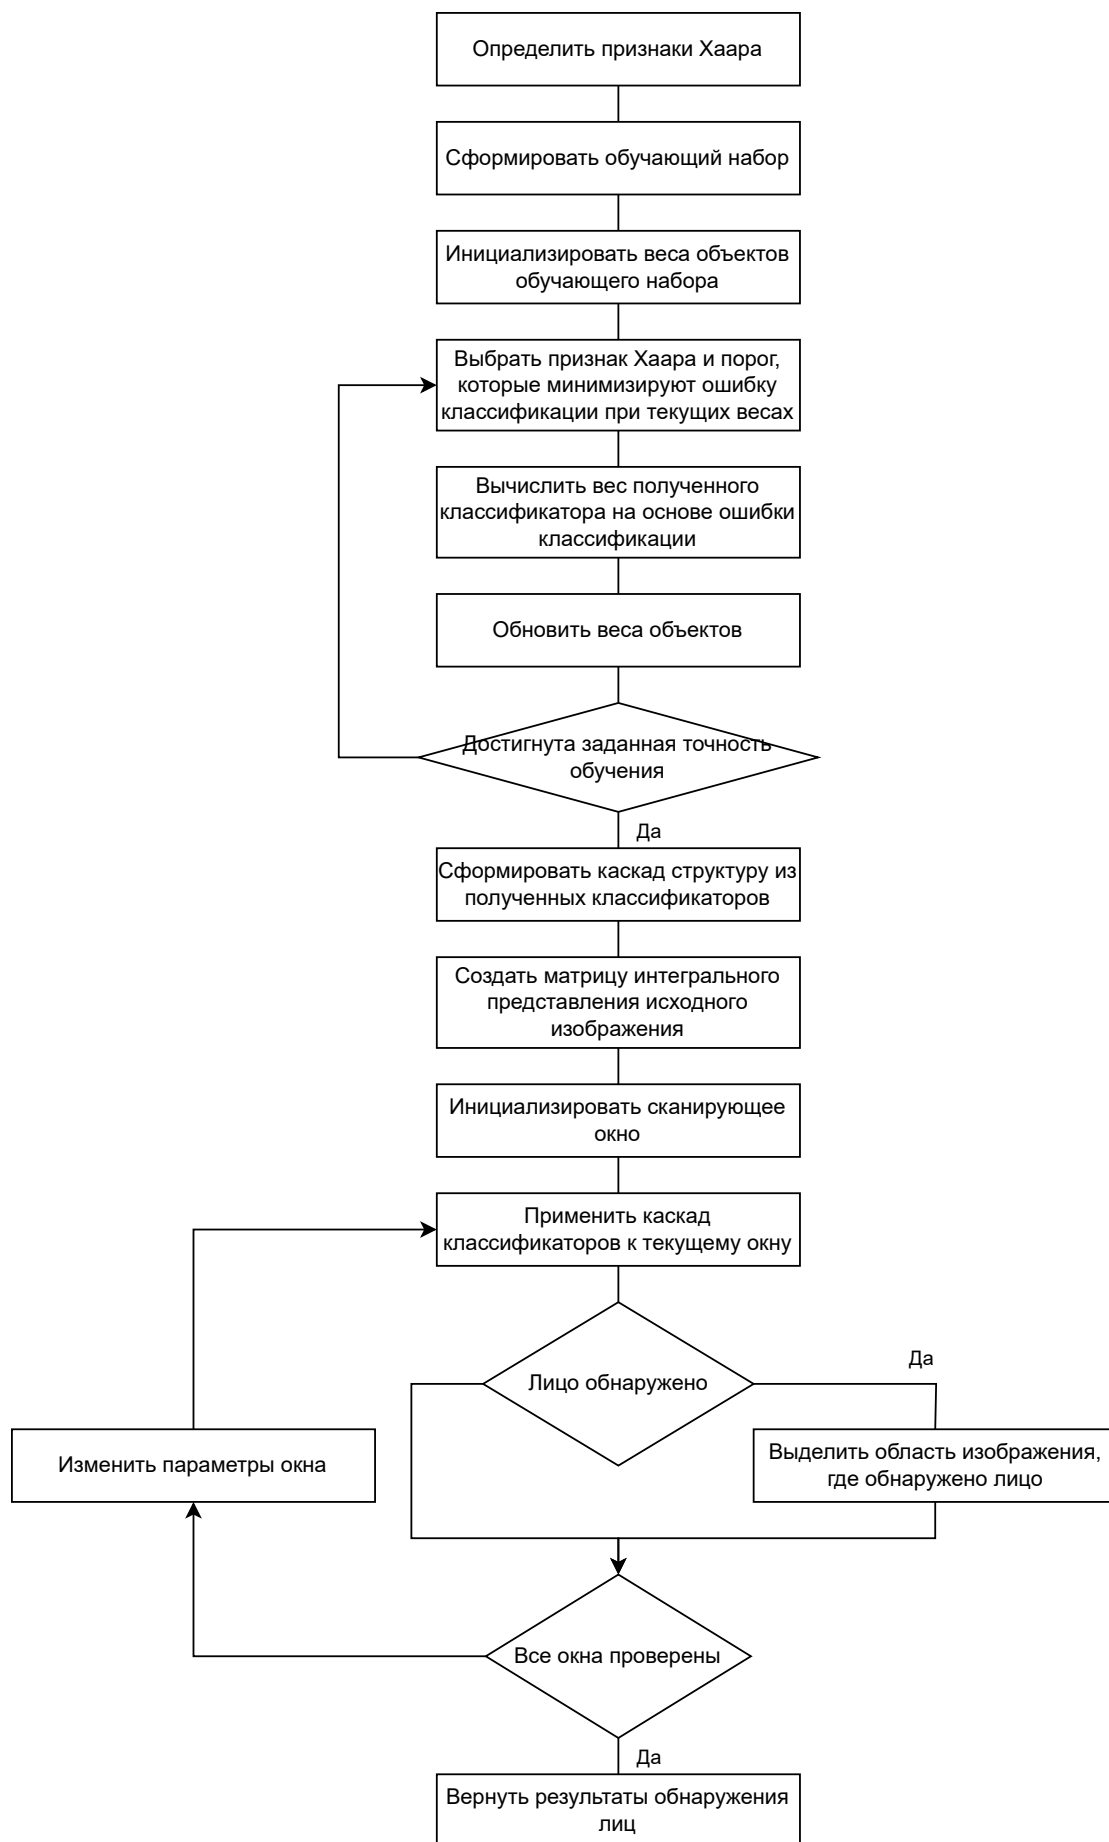 Определить признаки Хаара
Сформировать обучающий набор
Инициализировать веса объектов
обучающего набора
Выбрать признак Хаара и порог,
которые минимизируют ошибку
классификации при текущих весах
Вычислить вес полученного
классификатора на основе ошибки
классификации
Обновить веса объектов
Достигнута заданная точность
обучения
Да
Сформировать каскад структуру из
полученных классификаторов
Создать матрицу интегрального
представления исходного
изображения
Инициализировать сканирующее
окно
Применить каскад
классификаторов к текущему окну
Лицо обнаружено
Да
Изменить параметры окна
Выделить область изображения,
где обнаружено лицо
Все окна проверены
Да
Вернуть результаты обнаружения
лиц